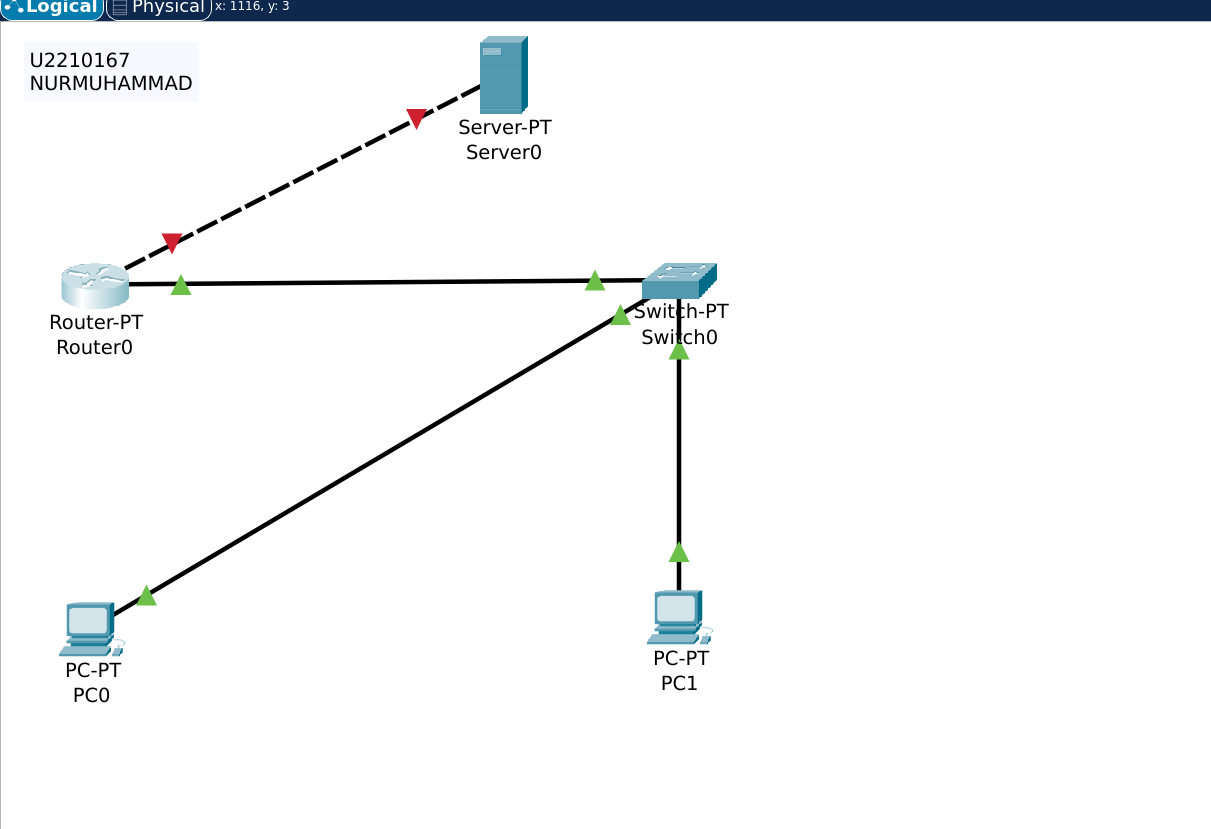 Logical Physical x: 1116, y: 3
U2210167
NURMUHAMMAD
Server-PT
Server0
Router-PT
Router0
Switch-PT
Switch0
PC-PT
PC0
PC-PT
PC1